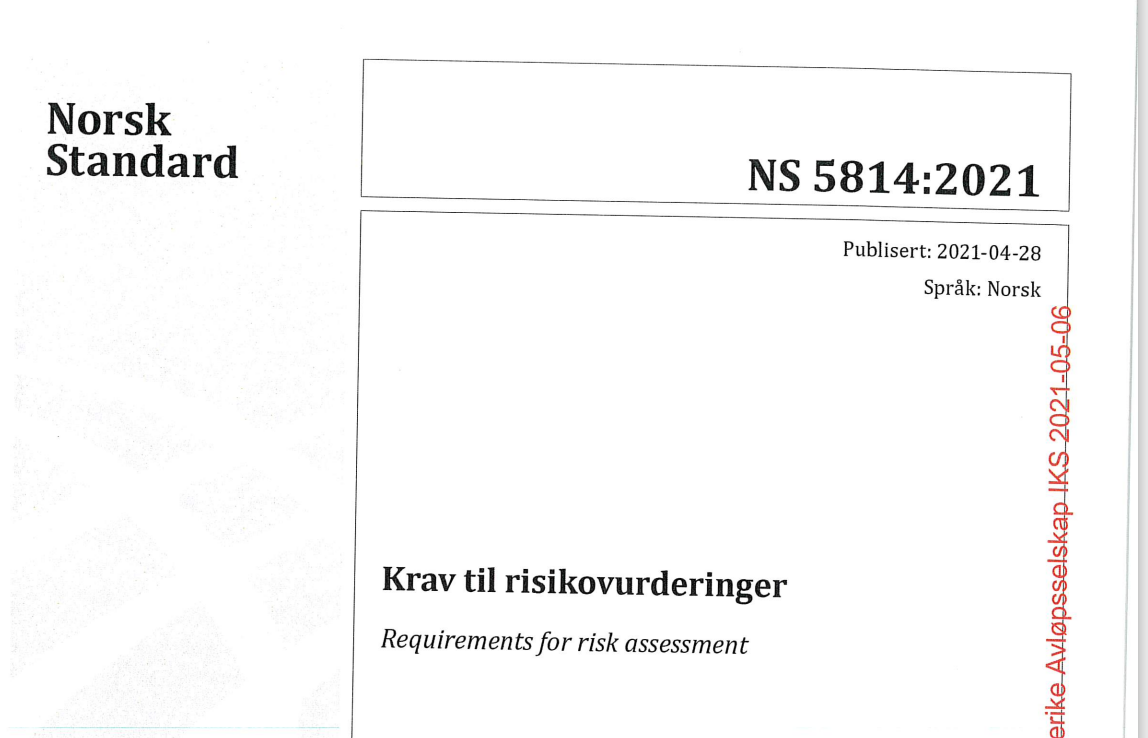 Norsk
Standard
NS 5814:2021
Publisert: 2021-04-28
Språk: Norsk
Krav til risikovurderinger
Requirements for risk assessment
Avløpsselskap IKS 2021-05-06